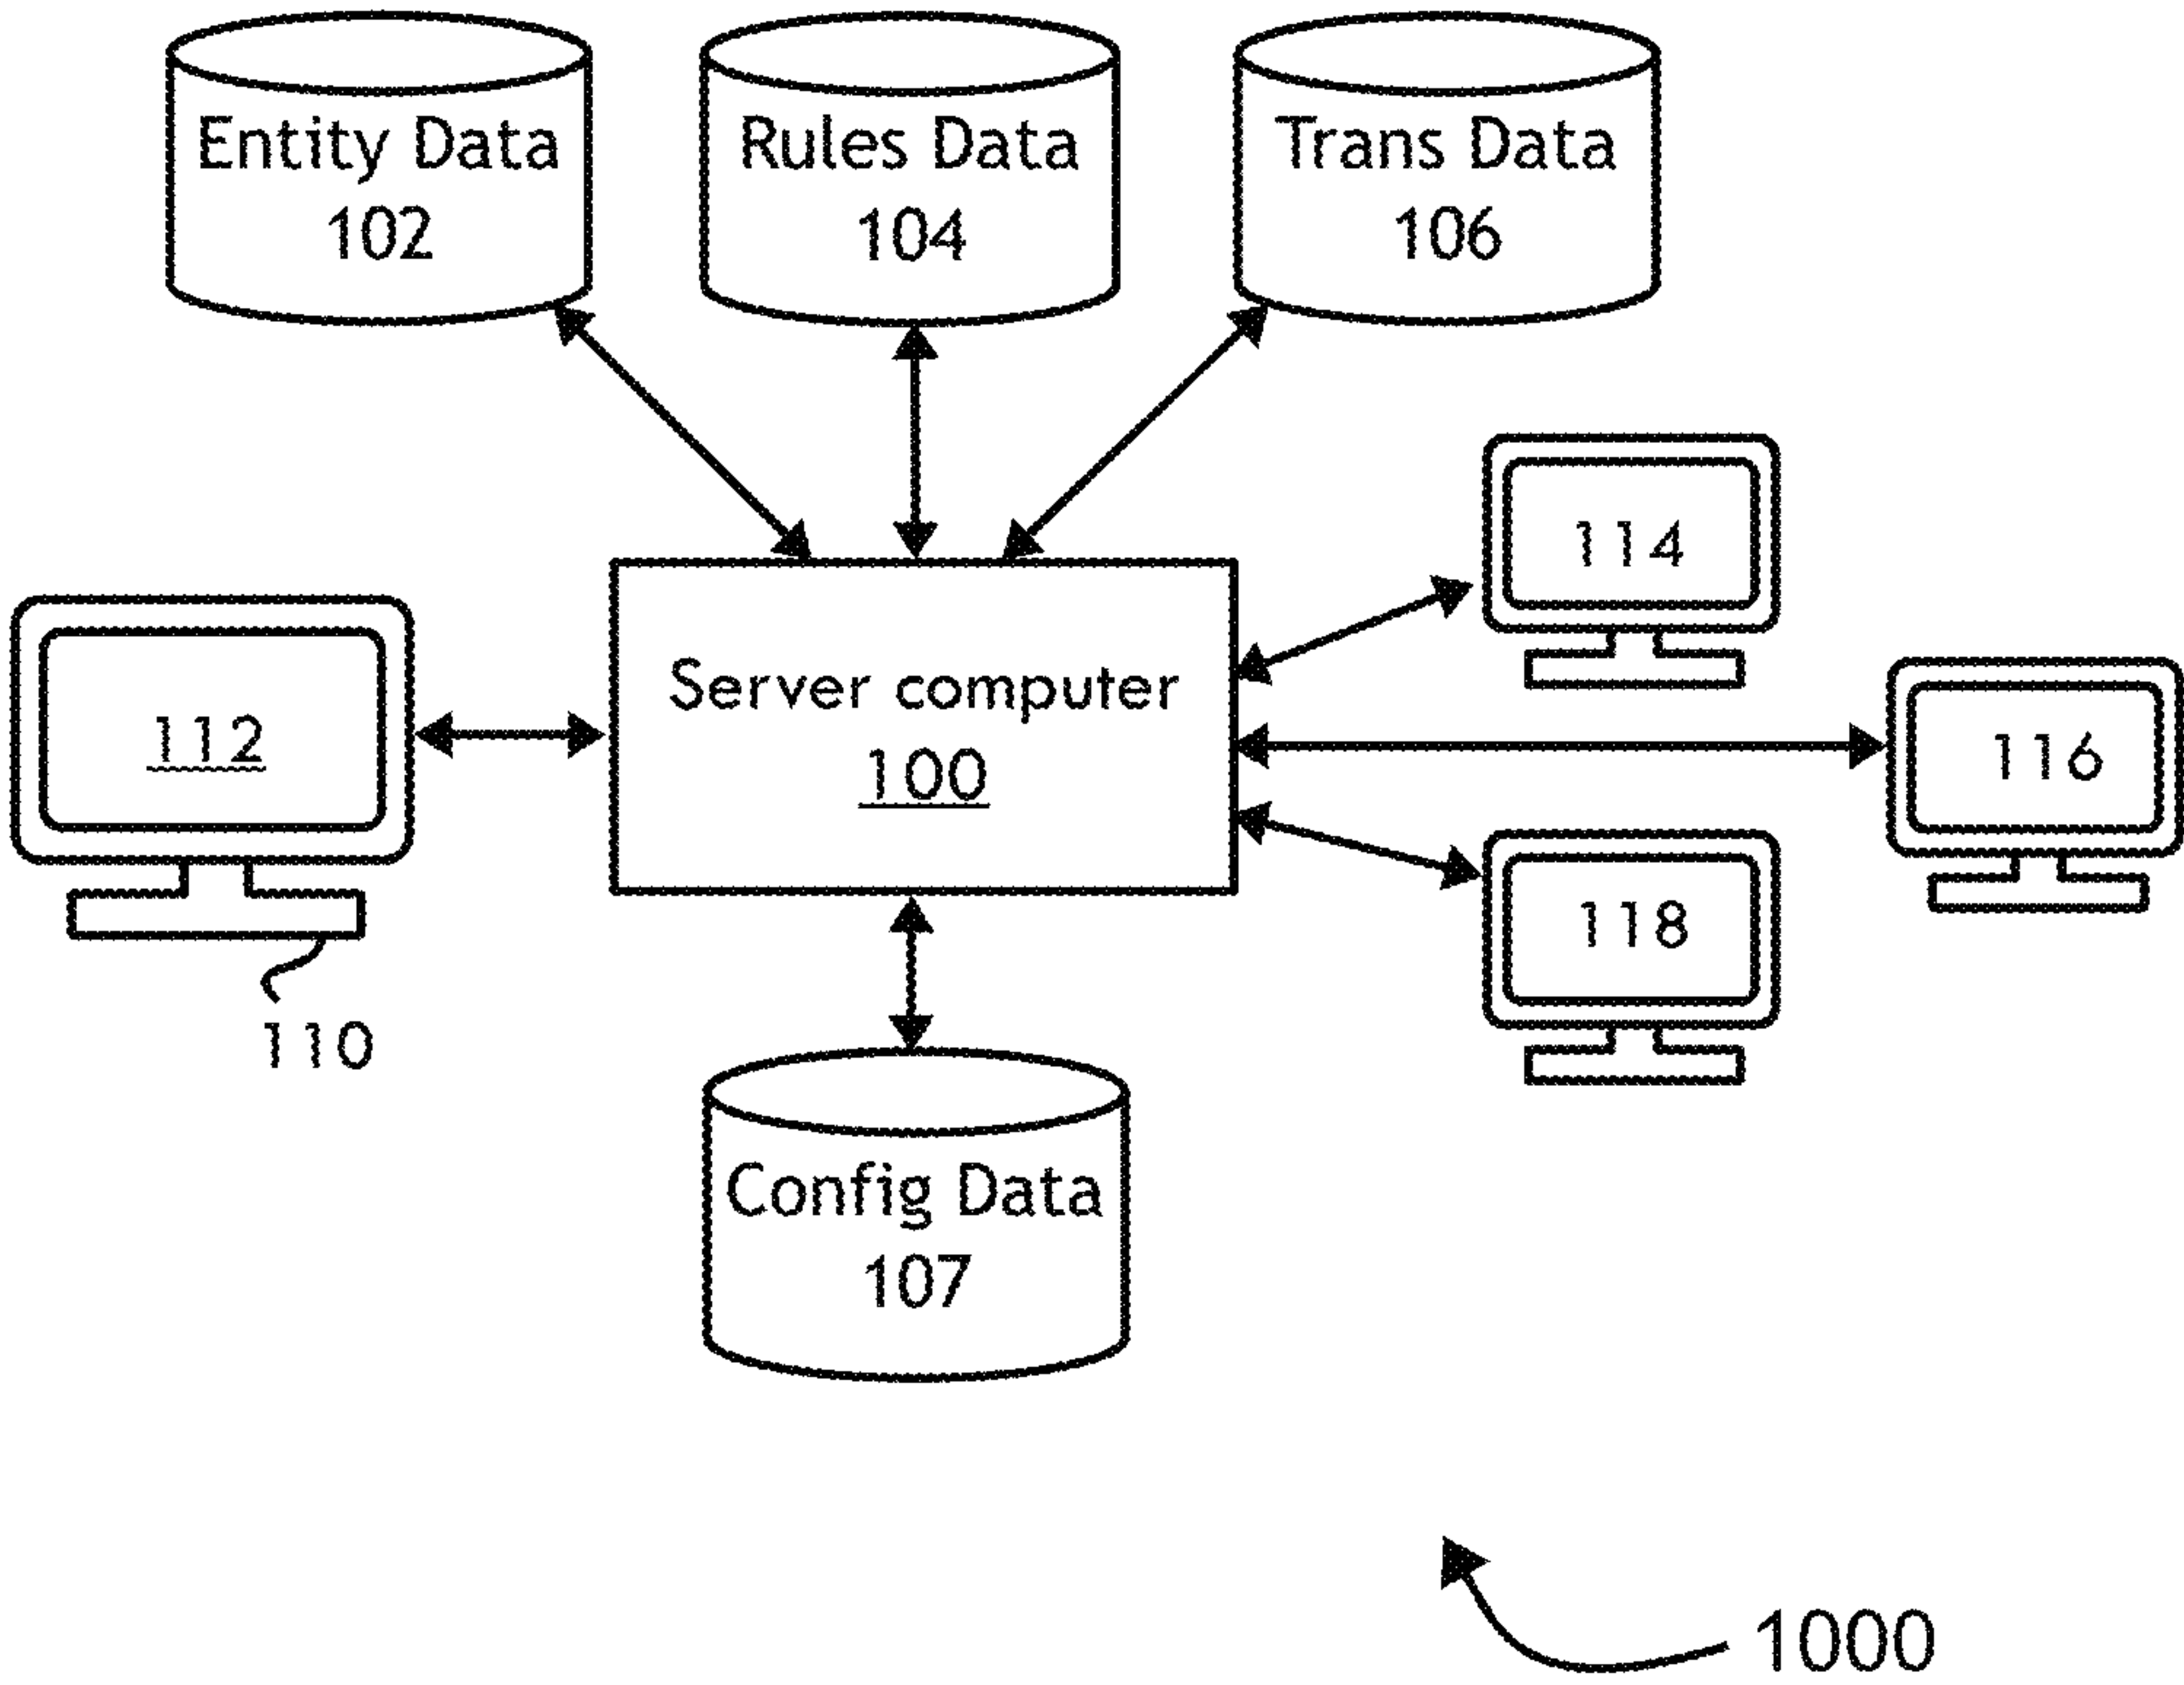 Entity Data
102
Rules Data
104
Trans Data
106
114
Server computer
100
112
116
118
110
Config Data
107
1000